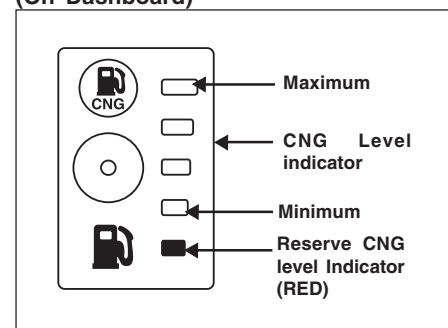 (On Dashboard)
CNG
Maximum
CNG Level
indicator
Minimum
Reserve CNG
level Indicator
(RED)